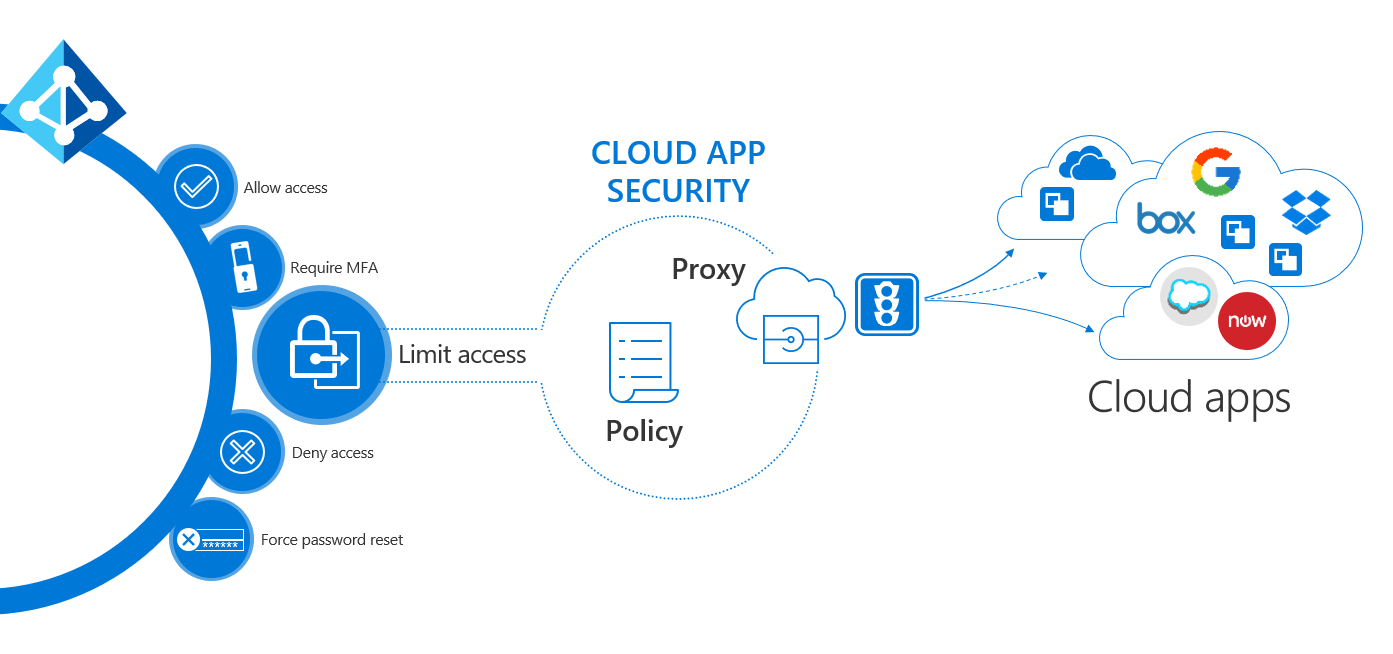 Allow access
Require MFA
Limit access
Deny access
******
Force password reset
CLOUD APP
SECURITY
Proxy
Policy
box
now
Cloud apps